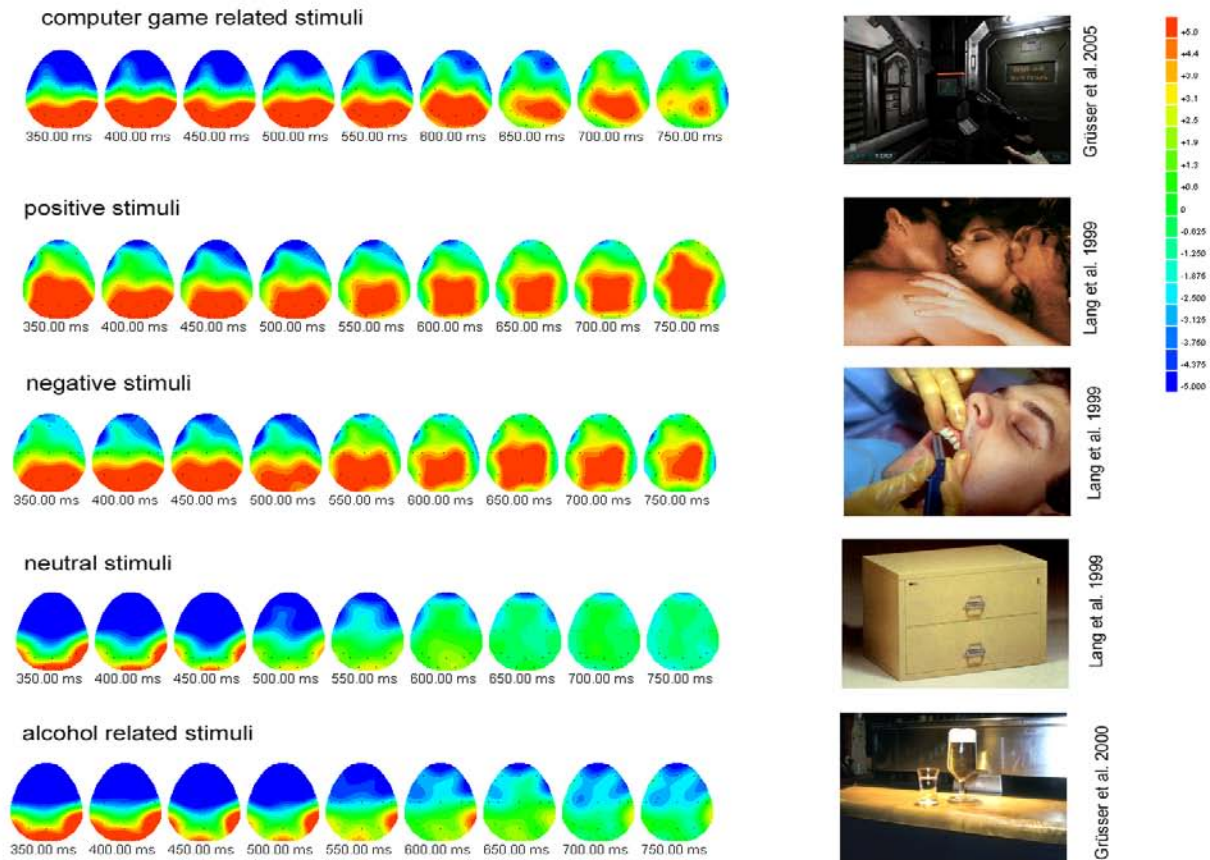 computer game related stimuli
350.00 ms 400.00 ms 450.00 ms 500.00 ms 550.00 ms 600.00 ms 650.00 ms 700.00 ms 750.00 ms
Grüsser et al. 2005
positive stimuli
350.00 ms 400.00 ms 450.00 ms 500.00 ms 550.00 ms 600.00 ms 650.00 ms 700.00 ms 750.00 ms
Lang et al. 1999
negative stimuli
350.00 ms 400.00 ms 450.00 ms 500.00 ms 550.00 ms 600.00 ms 650.00 ms 700.00 ms 750.00 ms
Lang et al. 1999
neutral stimuli
350.00 ms 400.00 ms 450.00 ms 500.00 ms 550.00 ms 600.00 ms 650.00 ms 700.00 ms 750.00 ms
Lang et al. 1999
alcohol related stimuli
350.00 ms 400.00 ms 450.00 ms 500.00 ms 550.00 ms 600.00 ms 650.00 ms 700.00 ms 750.00 ms
Grüsser et al. 2000
+5.0
+4.4
+3.1
+2.5
+1.9
0
-0.625
-1.250
-1.875
-2.500
-3.125
-3.750
-4.375
-5.000